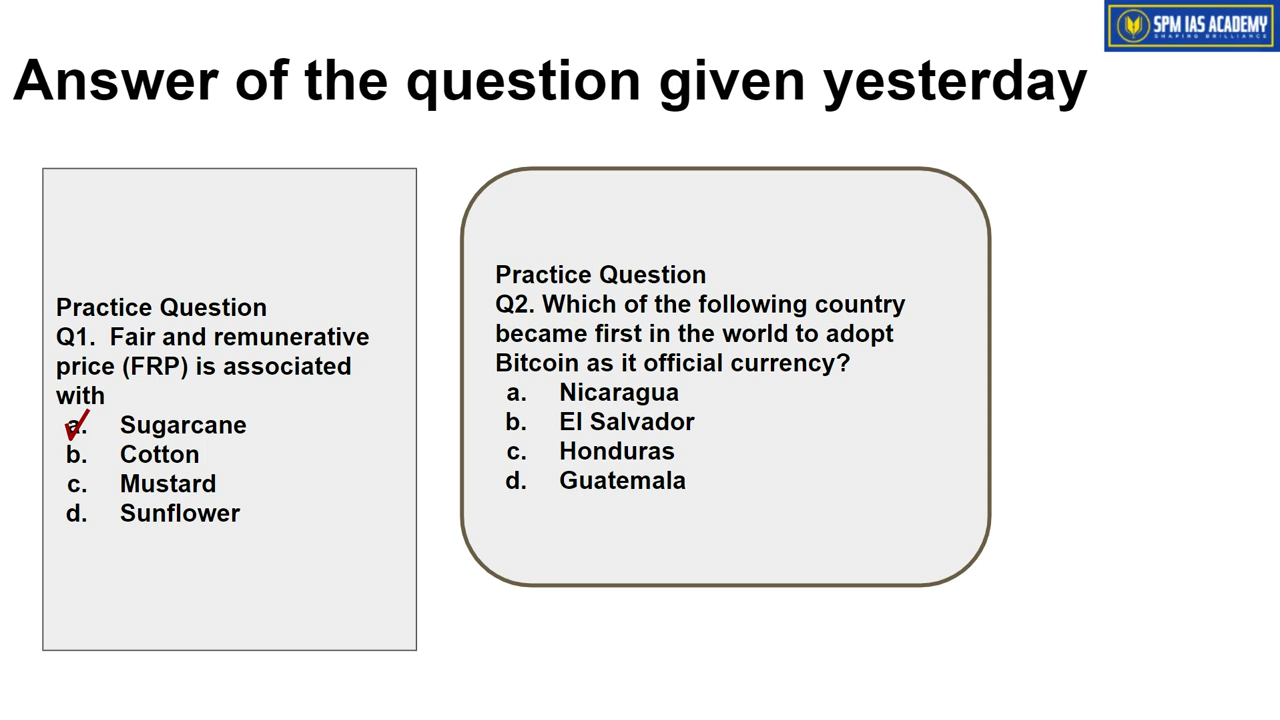 SPM IAS ACADEMY
SHAPING BRILLIANCE
Answer of the question given yesterday
Practice Question
Q1.  Fair and remunerative
price (FRP) is associated
with
a. Sugarcane
b. Cotton
c. Mustard
d. Sunflower
Practice Question
Q2. Which of the following country
became first in the world to adopt
Bitcoin as it official currency?
a. Nicaragua
b. El Salvador
c. Honduras
d. Guatemala